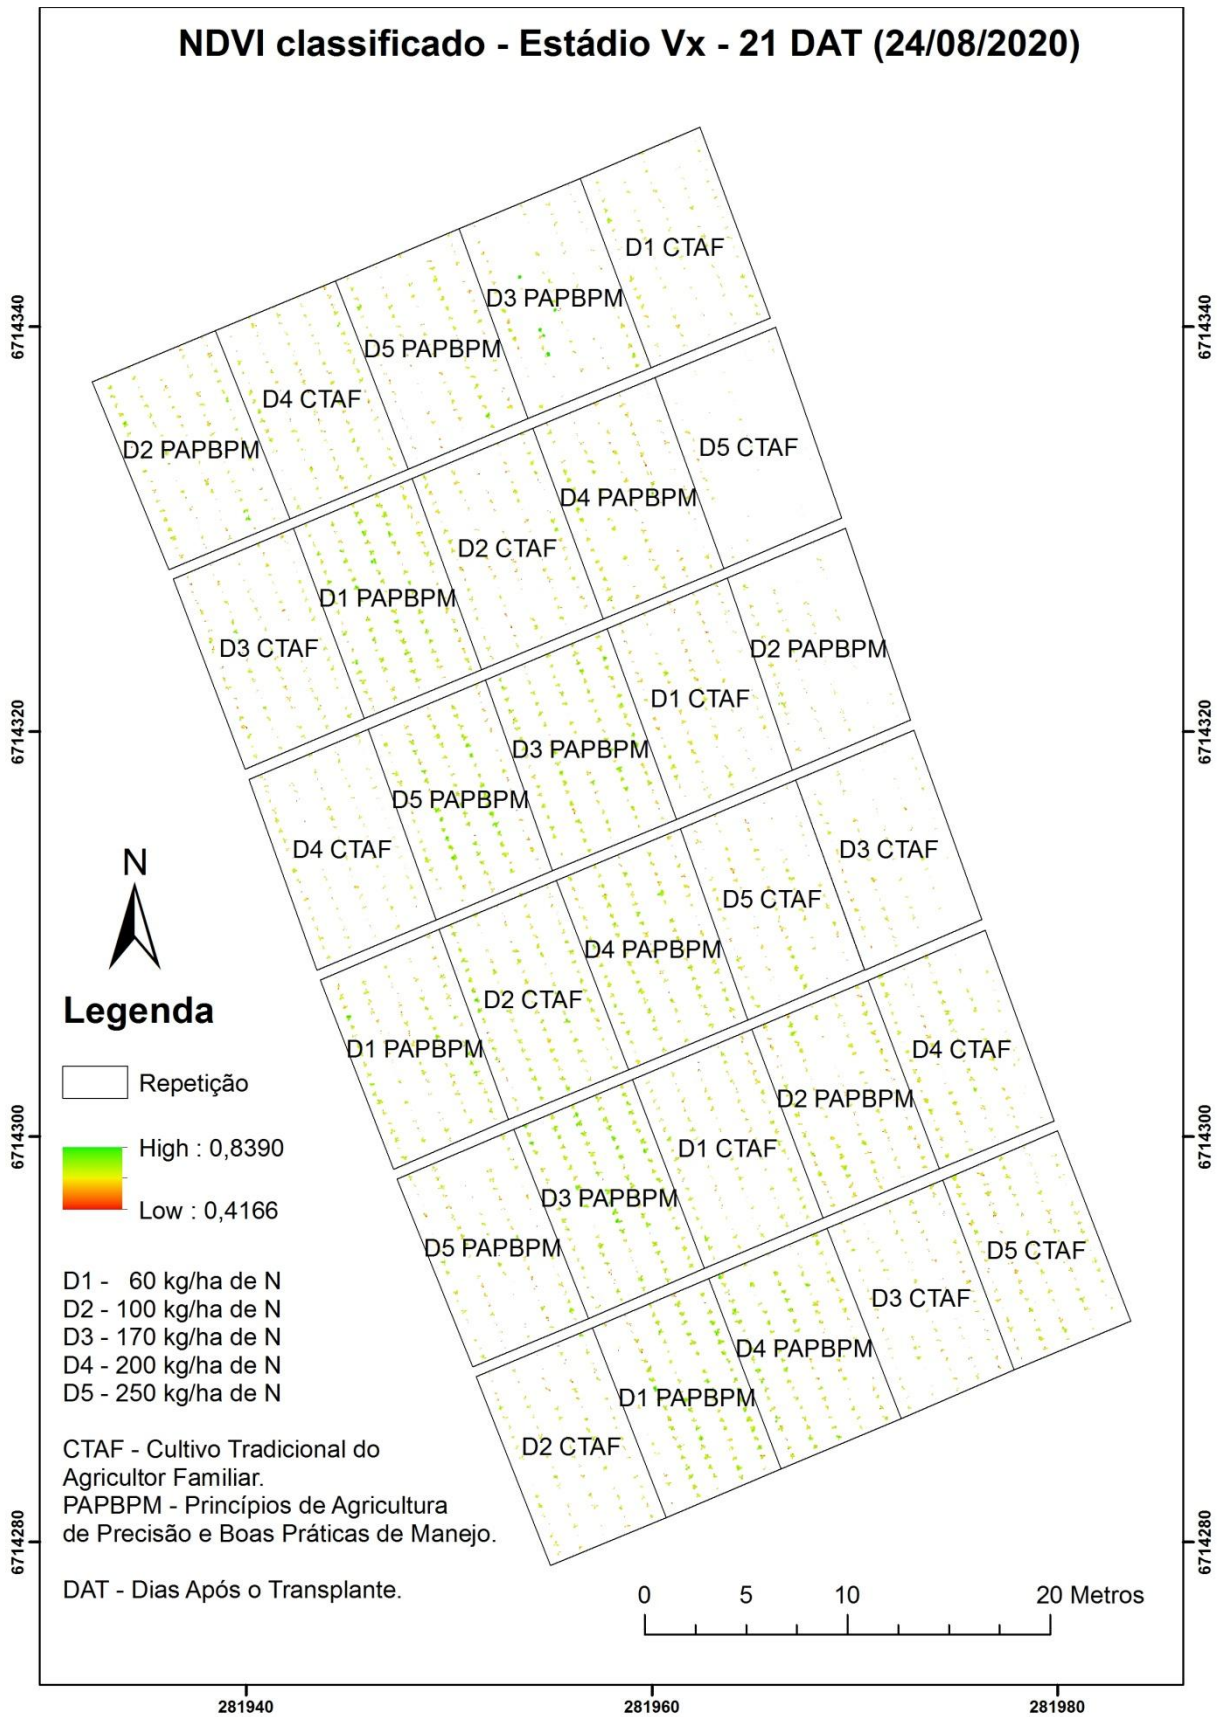 NDVI classificado - Estádio Vx - 21 DAT (24/08/2020)
D1 CTAF
D3 PAPBPM
D5 PAPBPM
D4 CTAF
D2 PAPBPM
D5 CTAF
D4 PAPBPM
D2 CTAF
D1 PAPBPM
D3 CTAF
D2 PAPBPM
D1 CTAF
D3 PAPBPM
D5 PAPBPM
D4 CTAF
D3 CTAF
D5 CTAF
D4 PAPBPM
D2 CTAF
D1 PAPBPM
D4 CTAF
D2 PAPBPM
D1 CTAF
D3 PAPBPM
D5 PAPBPM
D5 CTAF
D3 CTAF
D4 PAPBPM
D1 PAPBPM
D2 CTAF
6714340
6714320
6714300
6714280
6714340
6714320
6714300
6714280
N
Legenda
Repetição
High : 0,8390
Low : 0,4166
D1 - 60 kg/ha de N
D2 - 100 kg/ha de N
D3 - 170 kg/ha de N
D4 - 200 kg/ha de N
D5 - 250 kg/ha de N
CTAF - Cultivo Tradicional do
Agricultor Familiar.
PAPBPM - Princípios de Agricultura
de Precisão e Boas Práticas de Manejo.
DAT - Dias Após o Transplante.
0 5 10 20 Metros
281940 281960 281980